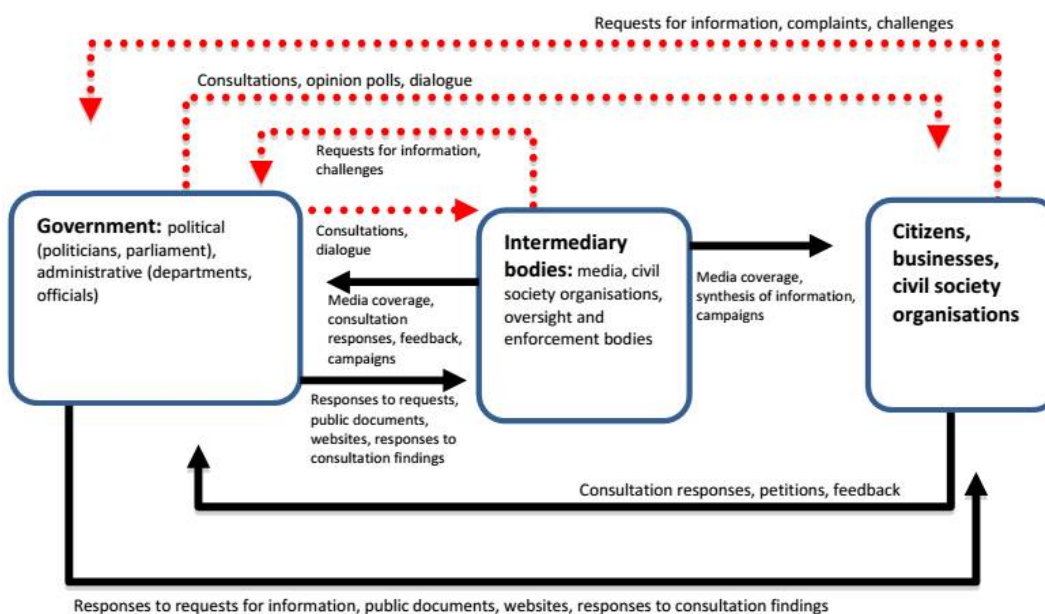 Requests for information, complaints, challenges
Consultations, opinion polls, dialogue
Requests for information,
challenges
Government: political
(politicians, parliament),
administrative (departments,
officials)
Consultations,
dialogue
Media coverage,
consultation
responses, feedback,
campaigns
Responses to requests,
public documents,
websites, responses to
consultation findings
Intermediary
bodies: media, civil
society organisations,
oversight and
enforcement bodies
Media coverage,
synthesis of information,
campaigns
Citizens,
businesses,
civil society
organisations
Consultation responses, petitions, feedback
Responses to requests for information, public documents, websites, responses to consultation findings